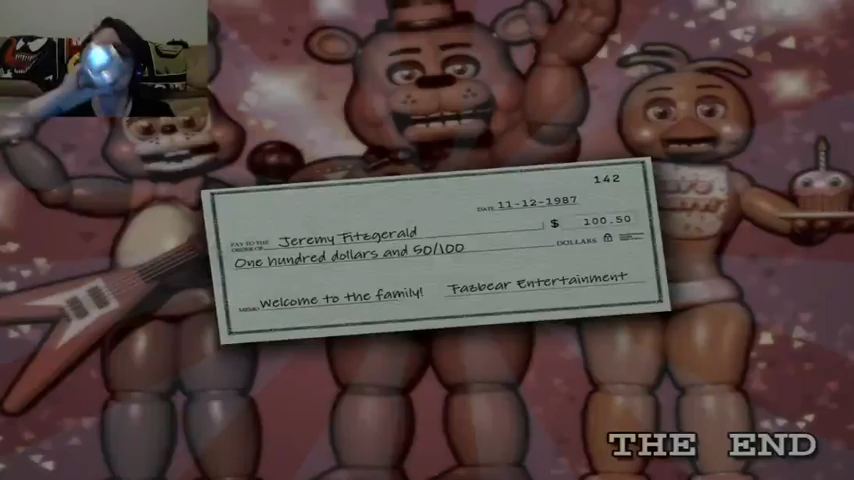 142
DATE 11-12-1987
PAY TO THE ORDER OF Jeremy Fitzgerald $ 100.50
One hundred dollars and 50/100 DOLLARS
MEMO Welcome to the family! Fazbear Entertainment
THE END